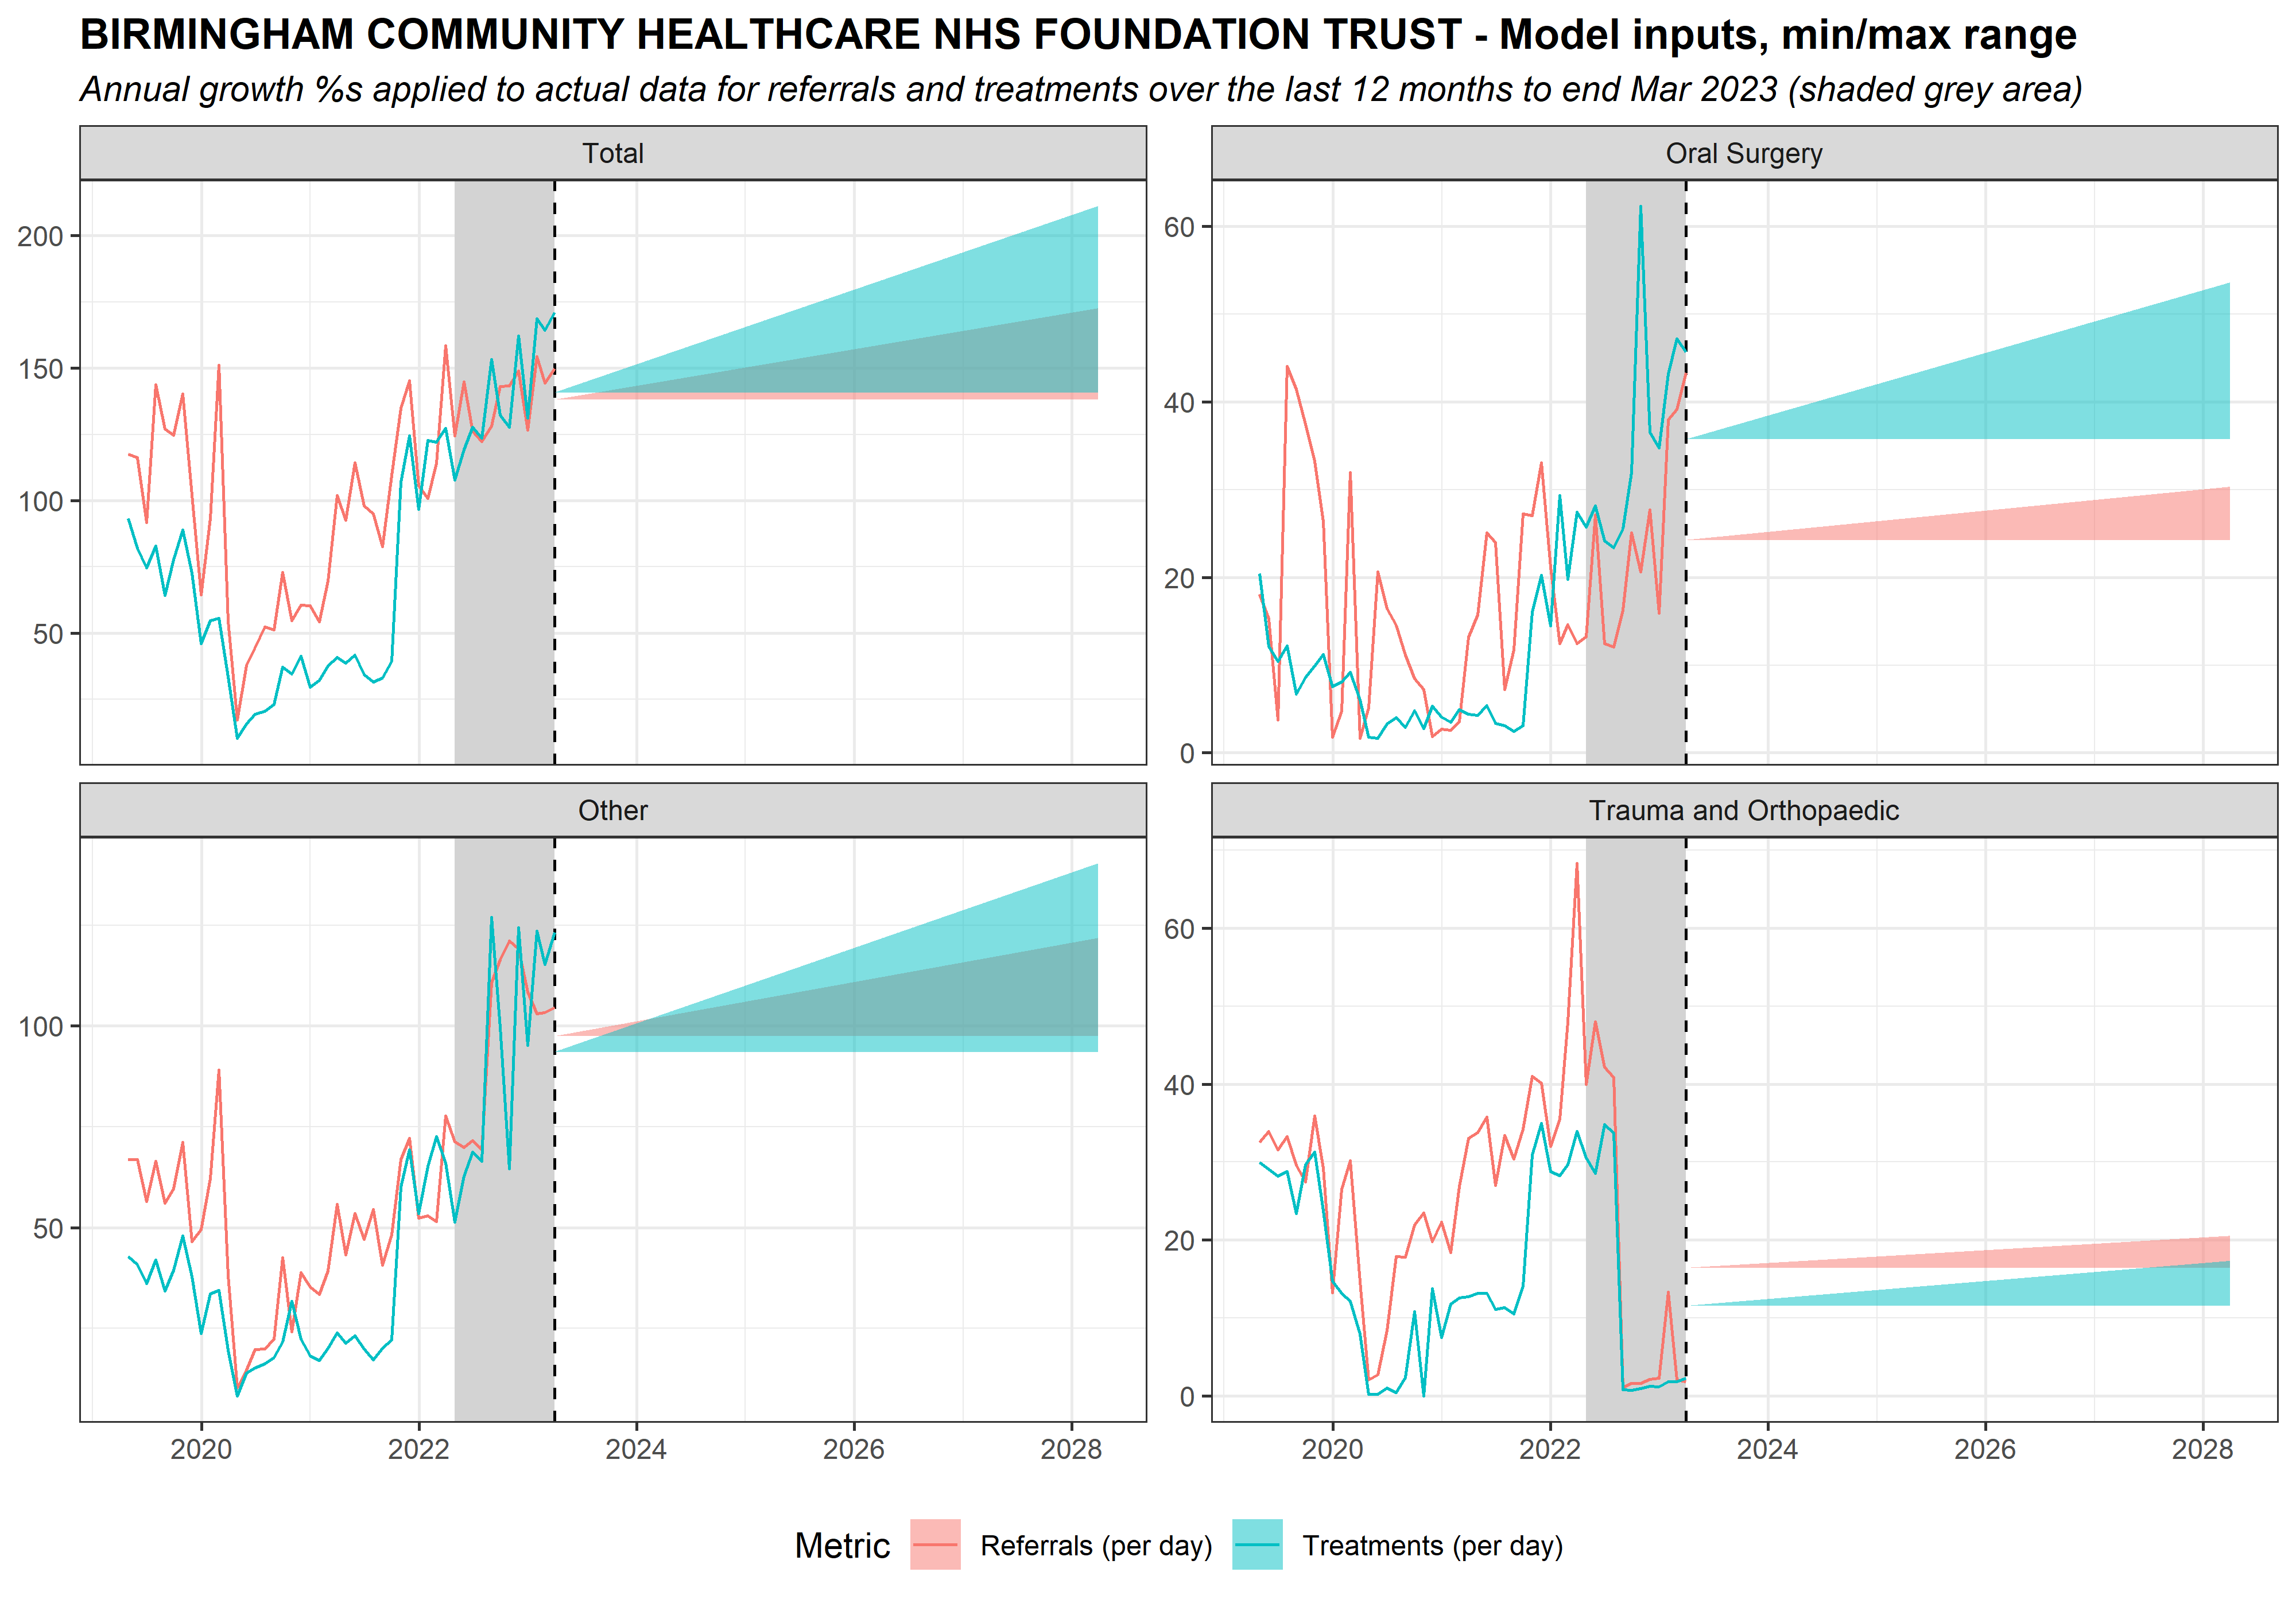 BIRMINGHAM COMMUNITY HEALTHCARE NHS FOUNDATION TRUST - Model inputs, min/max range
Annual growth %s applied to actual data for referrals and treatments over the last 12 months to end Mar 2023 (shaded grey area)
Total
200
150
100
50
Oral Surgery
60
40
20
0
Other
100
50
2020 2022 2024 2026 2028
Trauma and Orthopaedic
60
40
20
0
2020 2022 2024 2026 2028
Metric Referrals (per day) Treatments (per day)